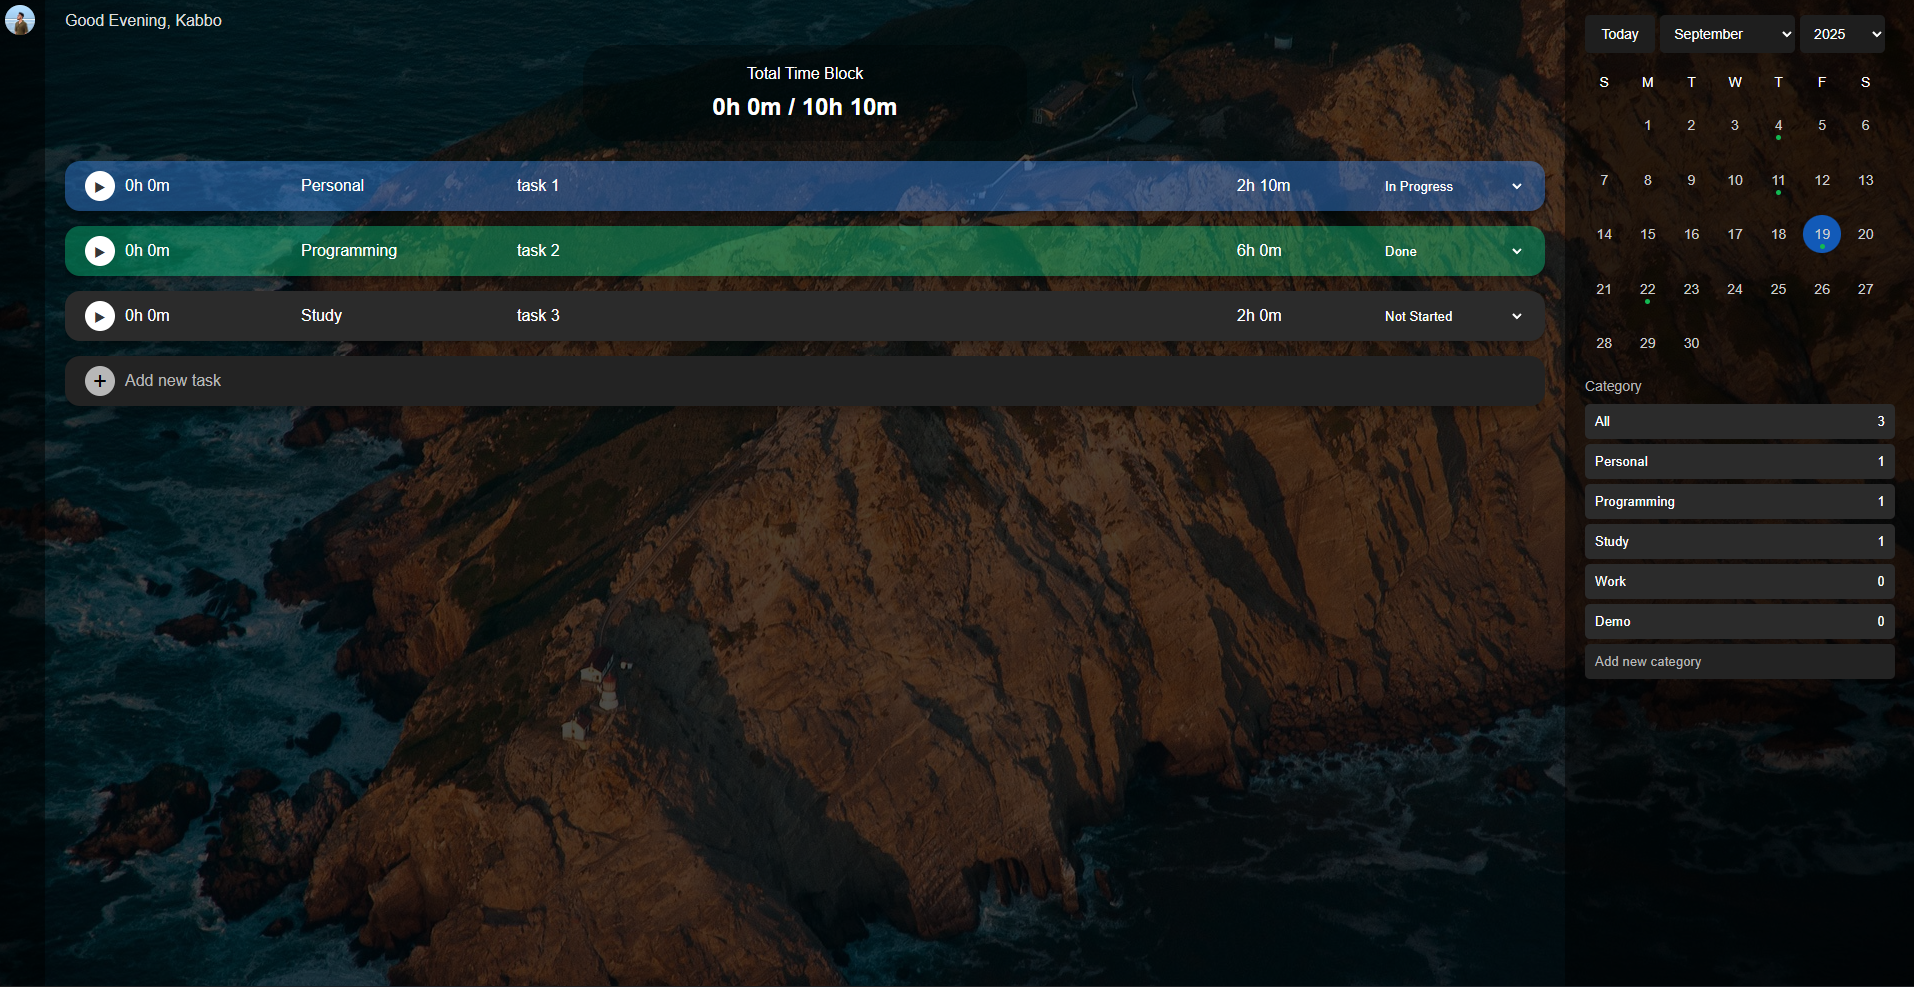 Good Evening, Kabbo
Total Time Block
0h 0m / 10h 10m
0h 0m Personal task 1 2h 10m In Progress
0h 0m Programming task 2 6h 0m Done
0h 0m Study task 3 2h 0m Not Started
+ Add new task
Today September 2025
S M T W T F S
1 2 3 4 5 6
7 8 9 10 11 12 13
14 15 16 17 18 19 20
21 22 23 24 25 26 27
28 29 30
Category
All 3
Personal 1
Programming 1
Study 1
Work 0
Demo 0
Add new category